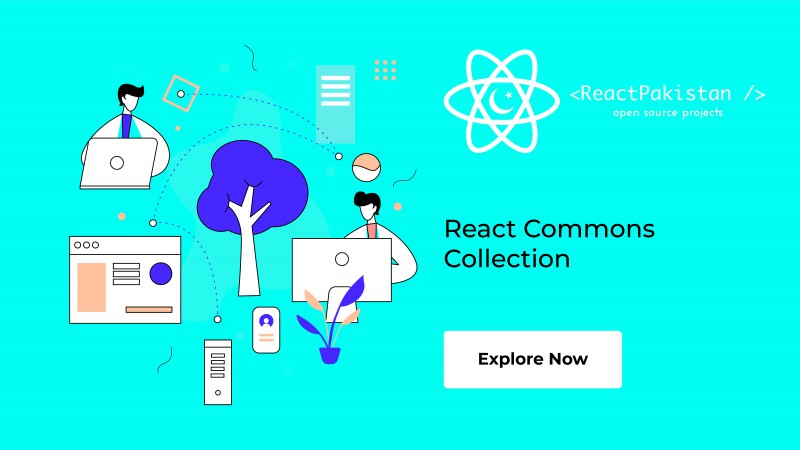 <ReactPakistan />
open source projects
React Commons
Collection
Explore Now